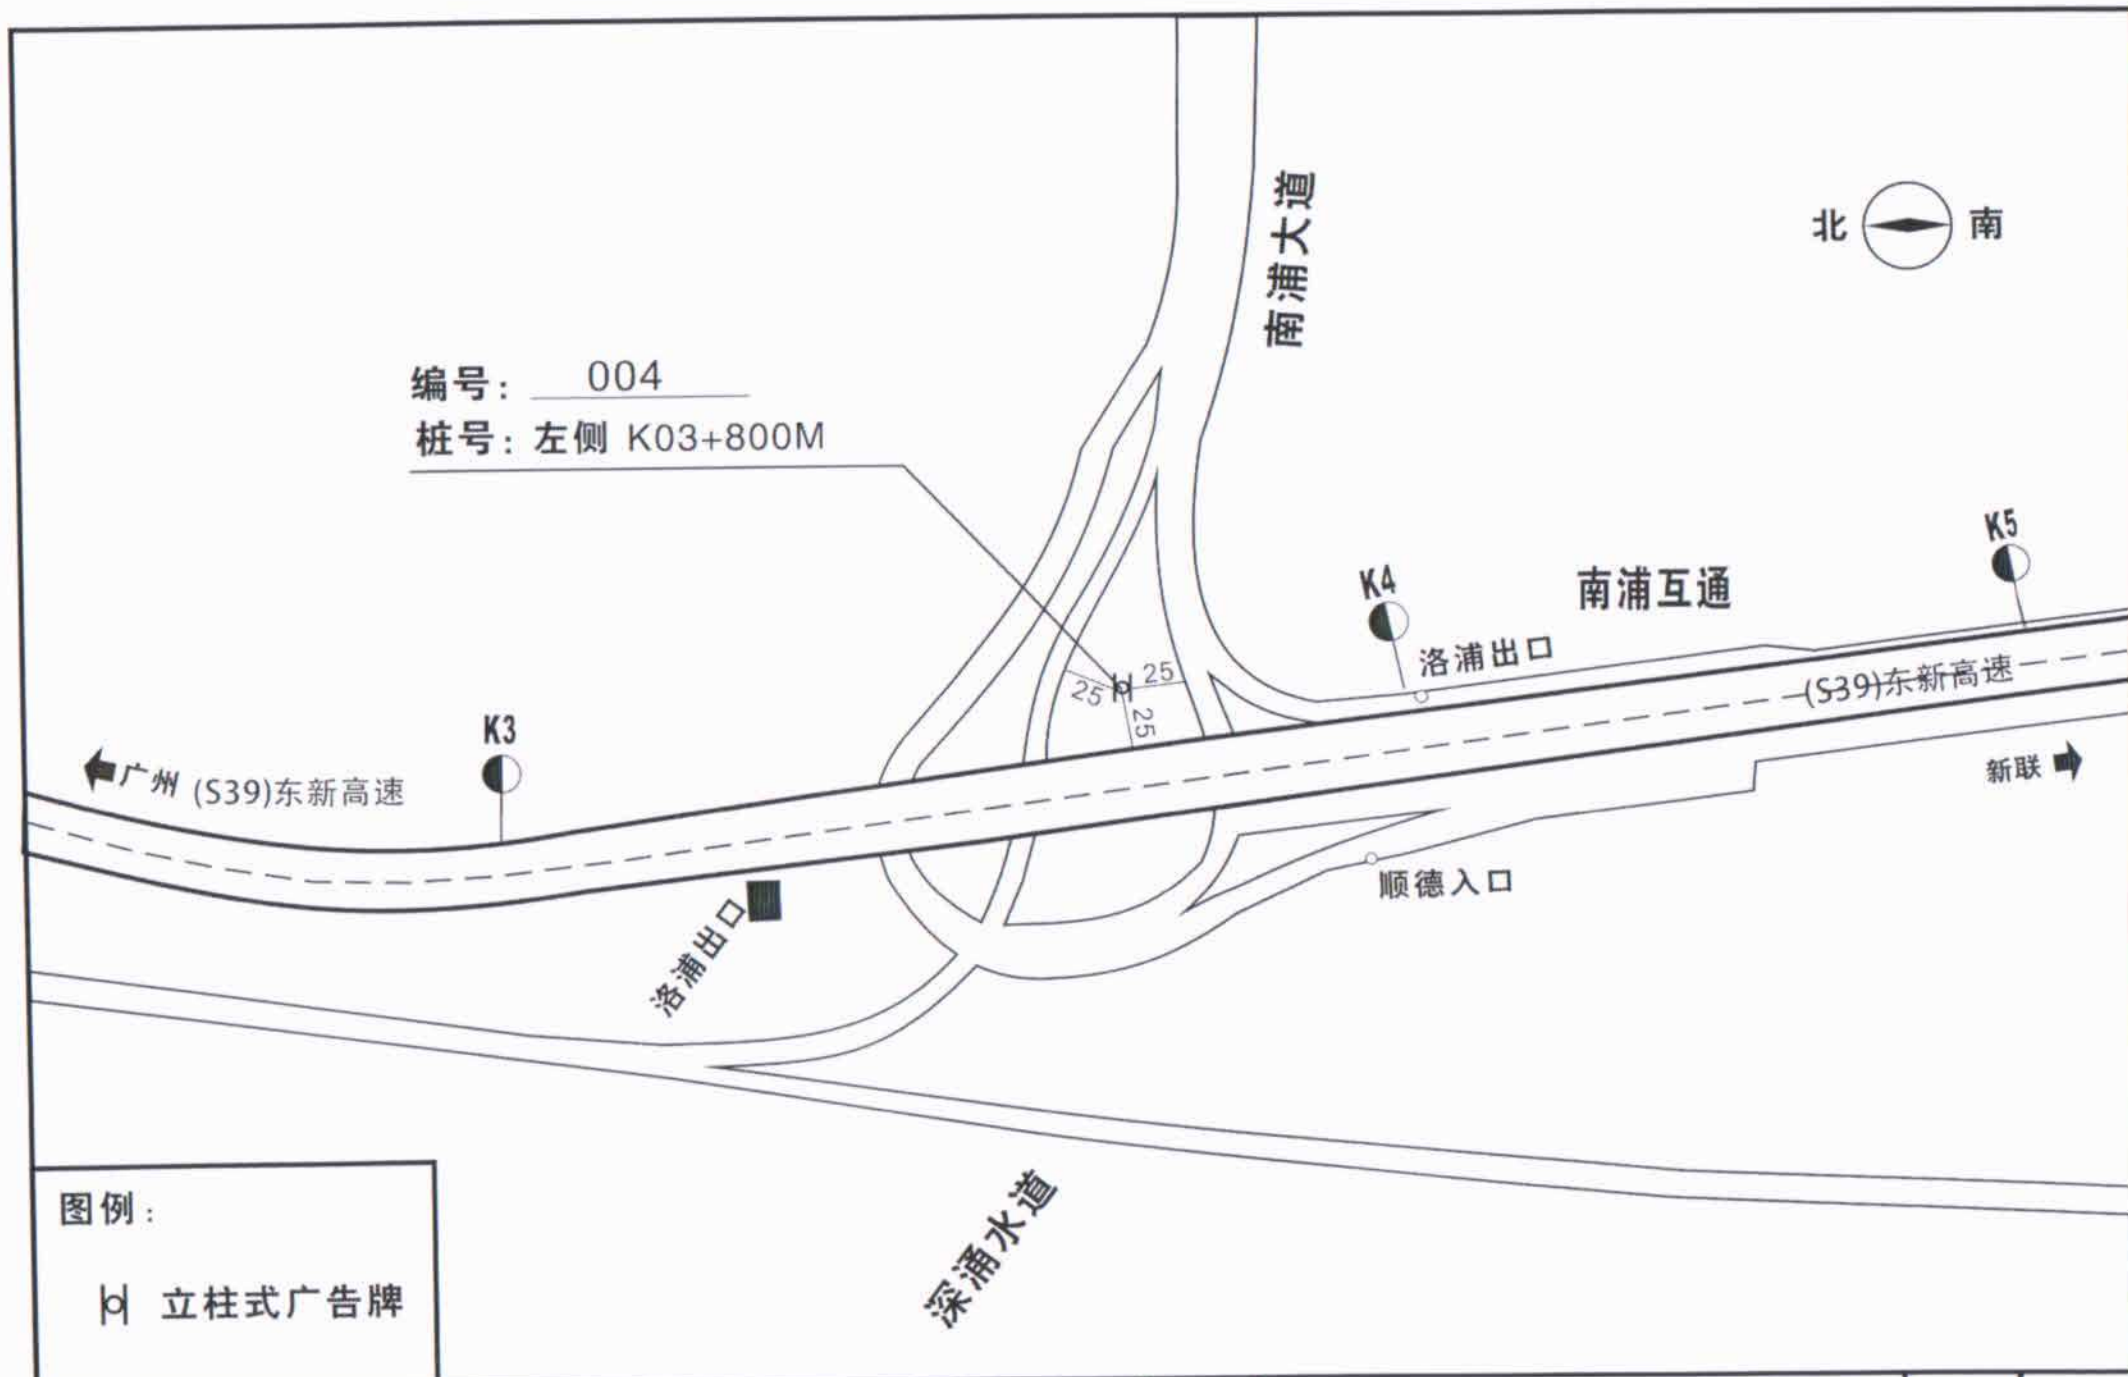 南浦大道
北 南
编号: 004
桩号: 左侧 K03+800M
K5
K4
南浦互通
洛浦出口
25
25
25
(S39)东新高速
K3
广州 (S39)东新高速
新联
顺德入口
洛浦出口
深涌水道
图例:
立柱式广告牌